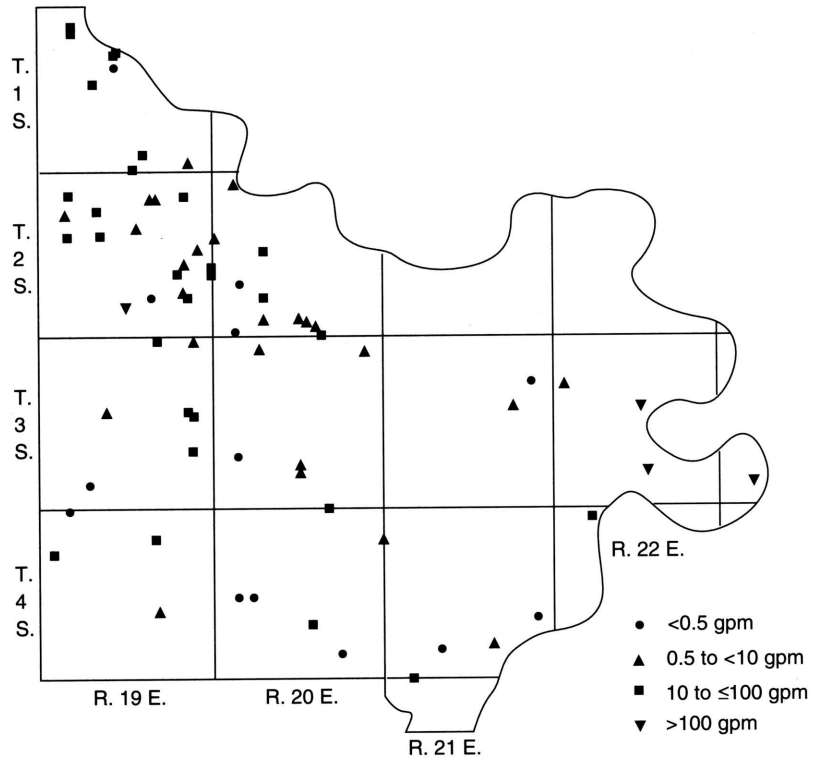 T.
1
S.
T.
2
S.
T.
3
S.
T.
4
S.
R. 19 E.
R. 20 E.
R. 21 E.
R. 22 E.
<0.5 gpm
0.5 to <10 gpm
10 to ≤100 gpm
>100 gpm